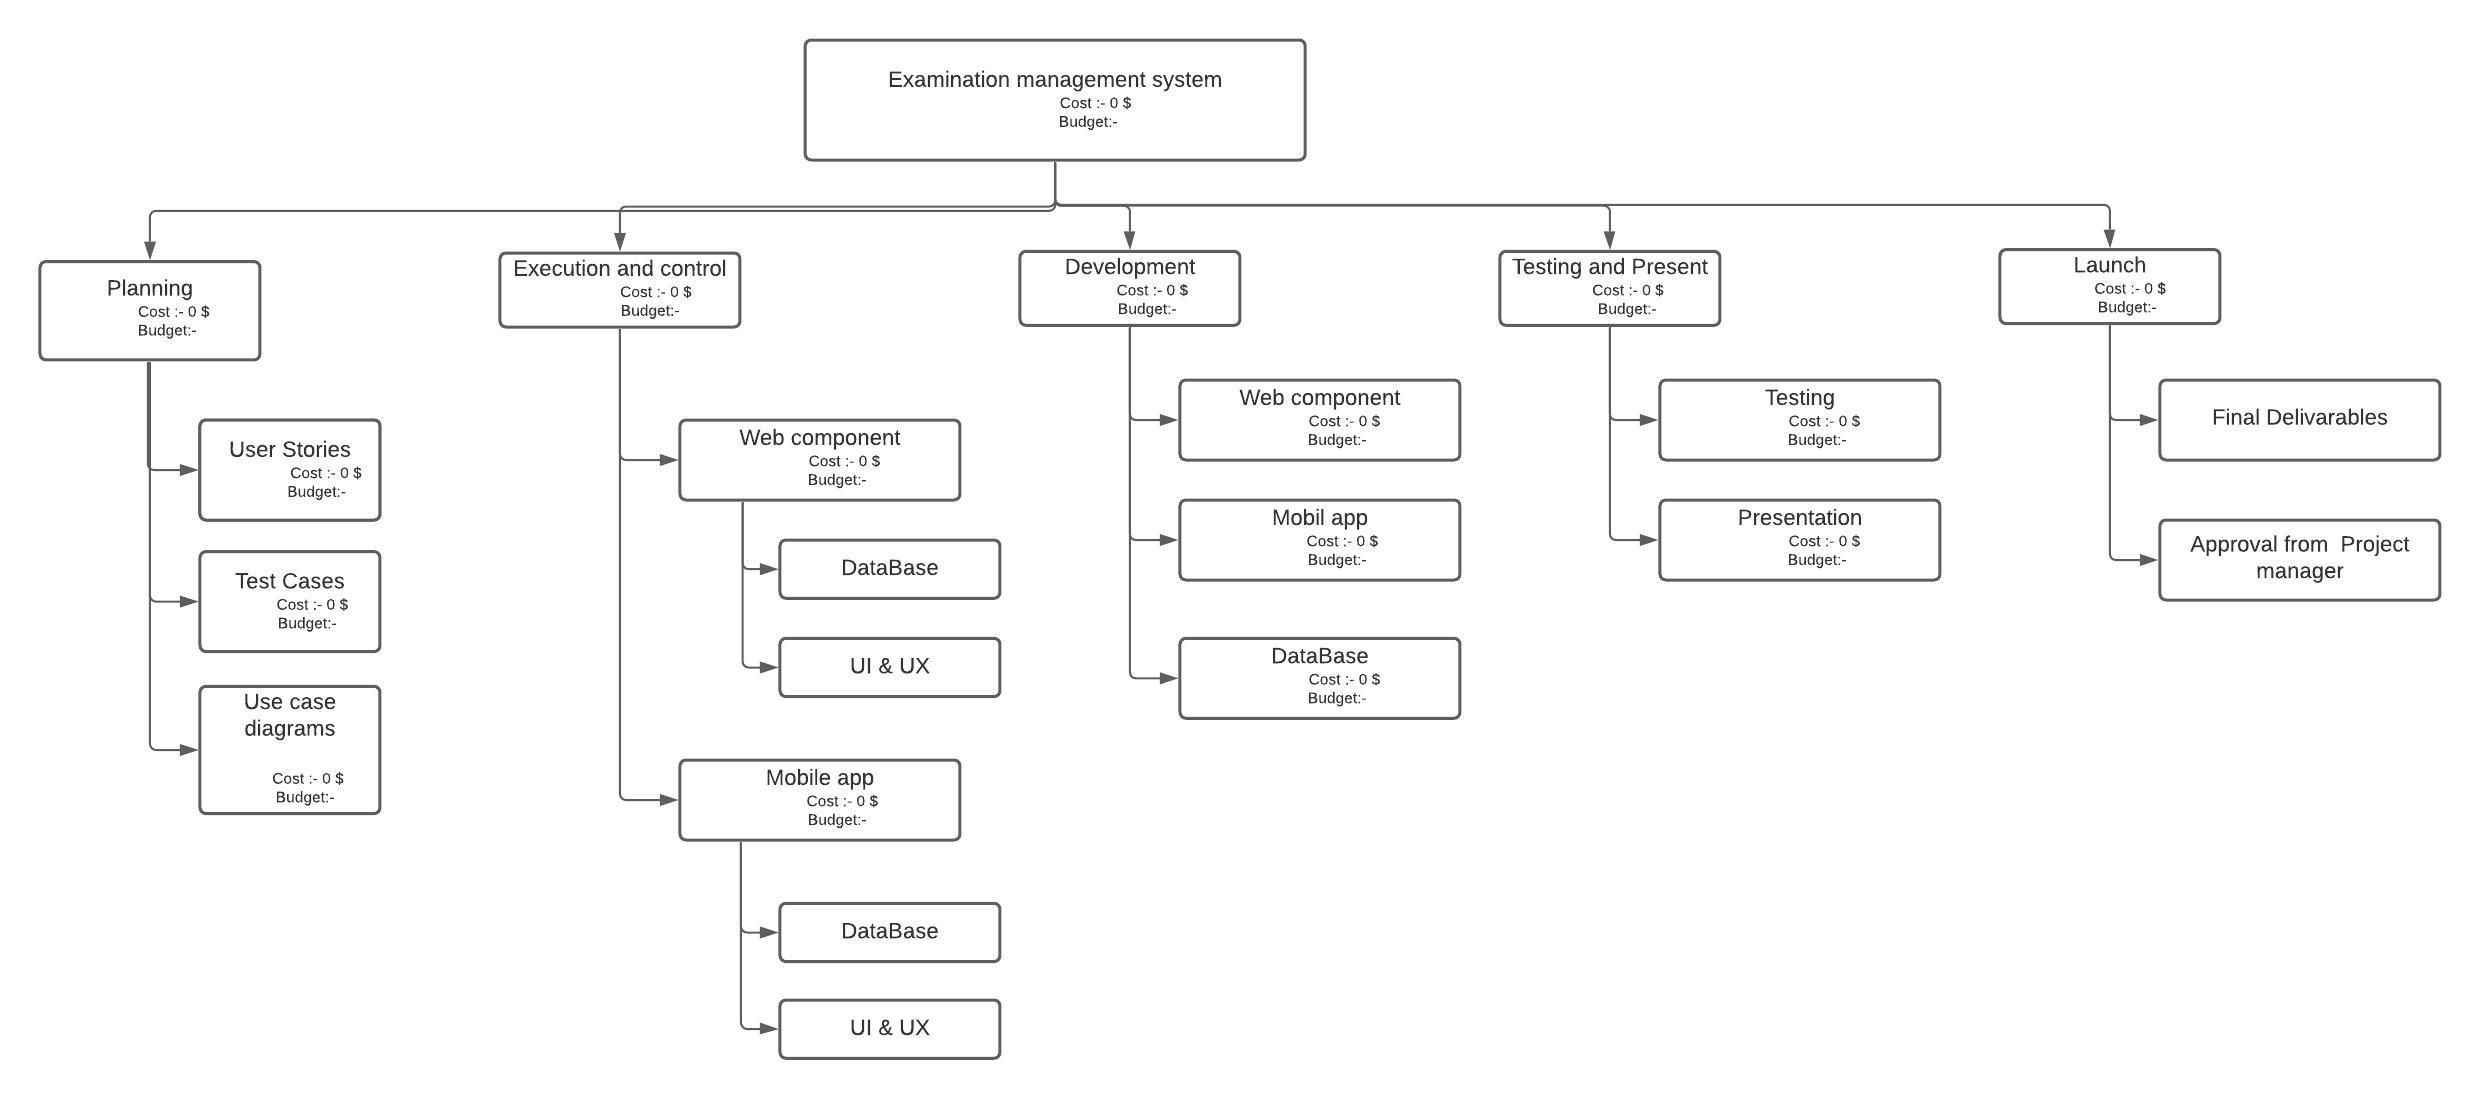 Examination management system
Cost :- 0 $
Budget:-
Planning
Cost :- 0 $
Budget:-
User Stories
Cost :- 0 $
Budget:-
Test Cases
Cost :- 0 $
Budget:-
Use case
diagrams
Cost :- 0 $
Budget:-
Execution and control
Cost :- 0 $
Budget:-
Web component
Cost :- 0 $
Budget:-
DataBase
UI & UX
Mobile app
Cost :- 0 $
Budget:-
DataBase
UI & UX
Development
Cost :- 0 $
Budget:-
Web component
Cost :- 0 $
Budget:-
Mobil app
Cost :- 0 $
Budget:-
DataBase
Cost :- 0 $
Budget:-
Testing and Present
Cost :- 0 $
Budget:-
Testing
Cost :- 0 $
Budget:-
Presentation
Cost :- 0 $
Budget:-
Launch
Cost :- 0 $
Budget:-
Final Delivarables
Approval from  Project
manager